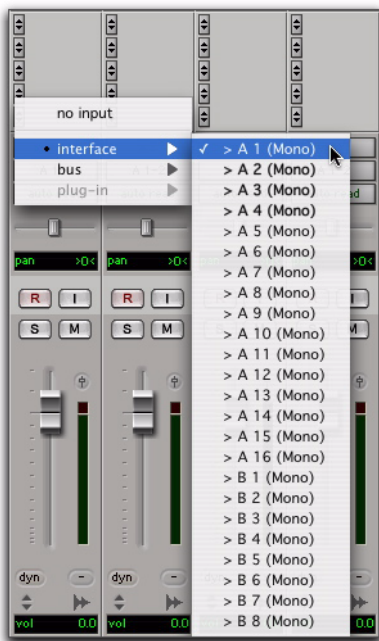 no input
interface
bus
plug-in
✓ > A 1 (Mono)
> A 2 (Mono)
> A 3 (Mono)
> A 4 (Mono)
> A 5 (Mono)
> A 6 (Mono)
> A 7 (Mono)
> A 8 (Mono)
> A 9 (Mono)
> A 10 (Mono)
> A 11 (Mono)
> A 12 (Mono)
> A 13 (Mono)
> A 14 (Mono)
> A 15 (Mono)
> A 16 (Mono)
> B 1 (Mono)
> B 2 (Mono)
> B 3 (Mono)
> B 4 (Mono)
> B 5 (Mono)
> B 6 (Mono)
> B 7 (Mono)
> B 8 (Mono)
pan >0< pan >0<
R I R I I
S M S M M
dyn - dyn - -
vol 0.0 vol 0.0 0.0